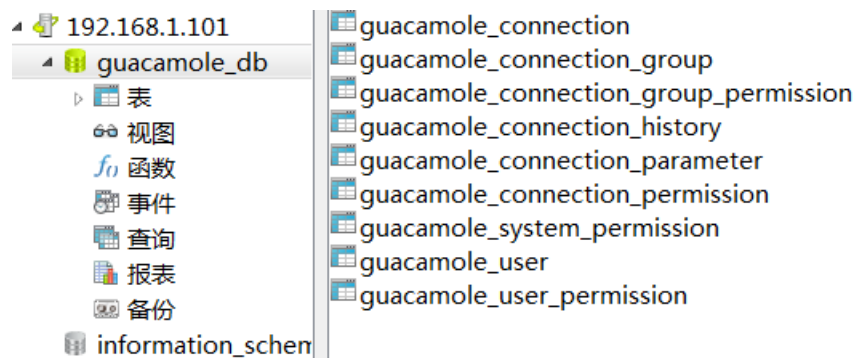 192.168.1.101
guacamole_db
表
视图
函数
事件
查询
报表
备份
information_schem
guacamole_connection
guacamole_connection_group
guacamole_connection_group_permission
guacamole_connection_history
guacamole_connection_parameter
guacamole_connection_permission
guacamole_system_permission
guacamole_user
guacamole_user_permission